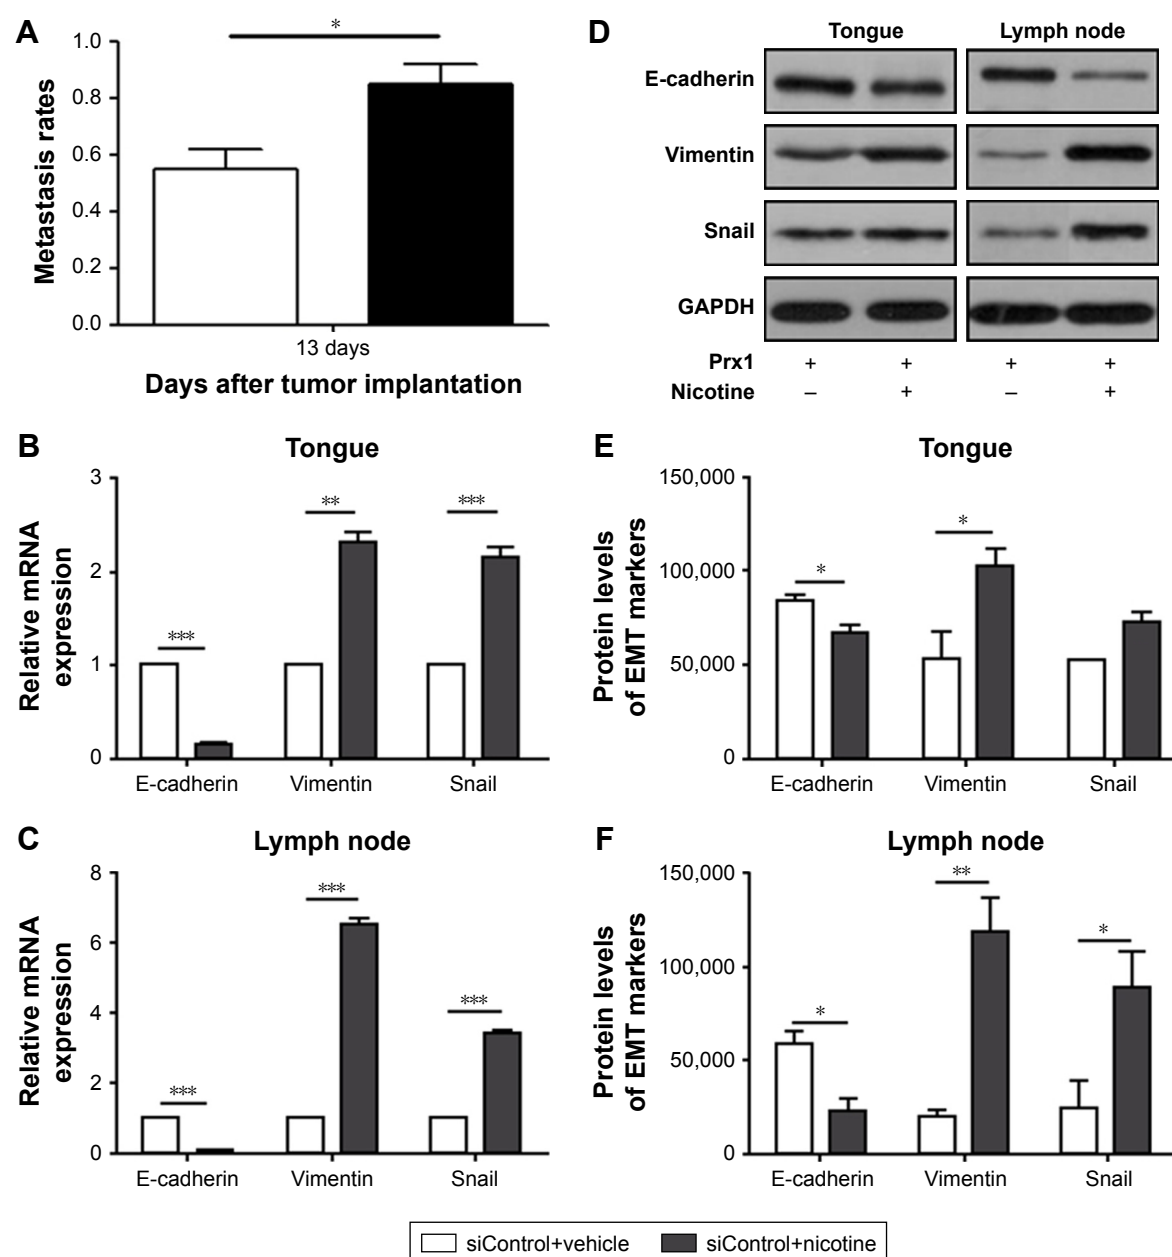 A
*
Metastasis rates
1.0
0.8
0.6
0.4
0.2
0.0
13 days
Days after tumor implantation
D
Tongue Lymph node
E-cadherin
Vimentin
Snail
GAPDH
Prx1 + + + +
Nicotine – + – +
B
Tongue
Relative mRNA
expression
3
2
1
0
***
**
***
E-cadherin Vimentin Snail
E
Tongue
Protein levels
of EMT markers
150,000
100,000
50,000
0
*
*
E-cadherin Vimentin Snail
C
Lymph node
Relative mRNA
expression
8
6
4
2
0
***
***
***
E-cadherin Vimentin Snail
F
Lymph node
Protein levels
of EMT markers
150,000
100,000
50,000
0
*
**
*
E-cadherin Vimentin Snail
siControl+vehicle siControl+nicotine